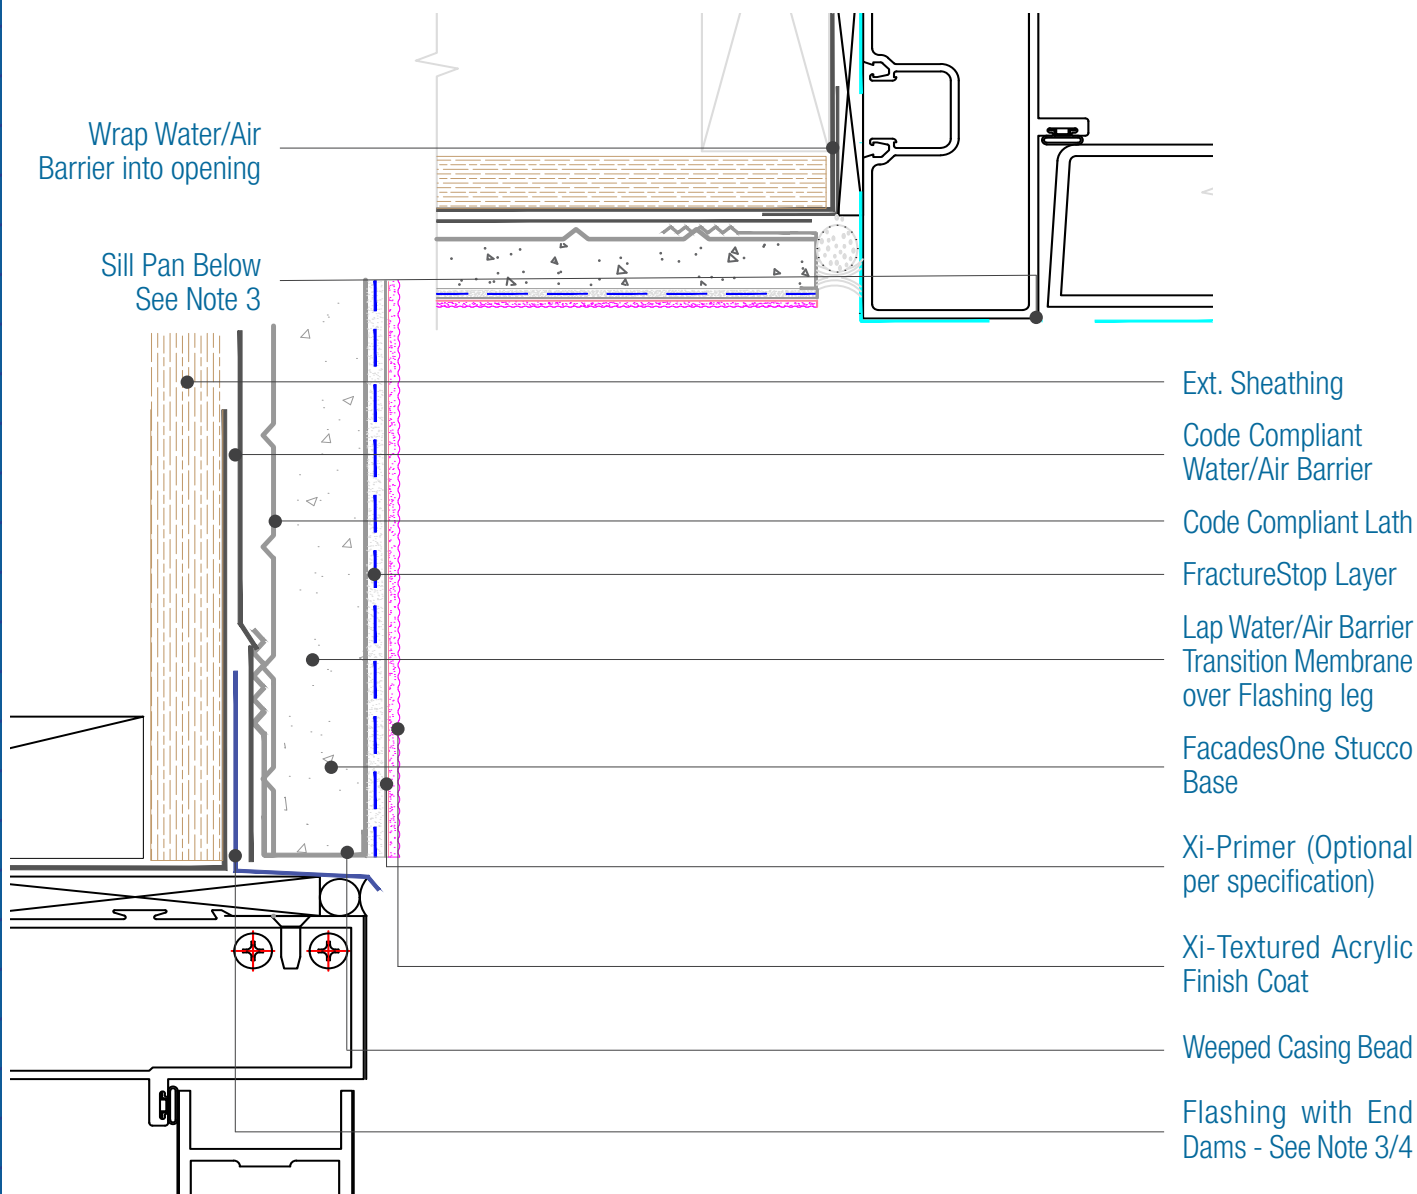 Wrap Water/Air
Barrier into opening
Sill Pan Below
See Note 3
Ext. Sheathing
Code Compliant
Water/Air Barrier
Code Compliant Lath
FractureStop Layer
Lap Water/Air Barrier
Transition Membrane
over Flashing leg
FacadesOne Stucco
Base
Xi-Primer (Optional
per specification)
Xi-Textured Acrylic
Finish Coat
Weeped Casing Bead
Flashing with End
Dams - See Note 3/4